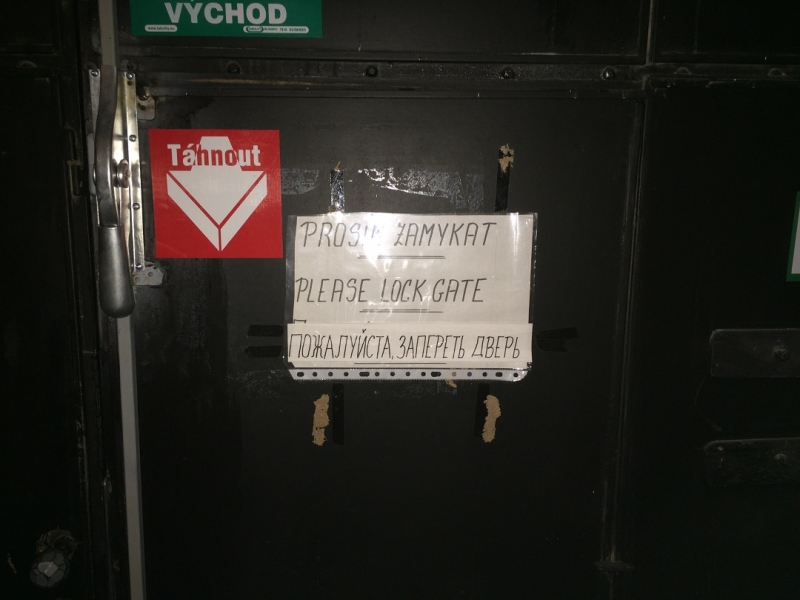 VÝCHOD
Táhnout
PROSÍM ZAMYKAT
PLEASE LOCK GATE
ПОЖАЛУЙСТА, ЗАПЕРЕТЬ ДВЕРЬ